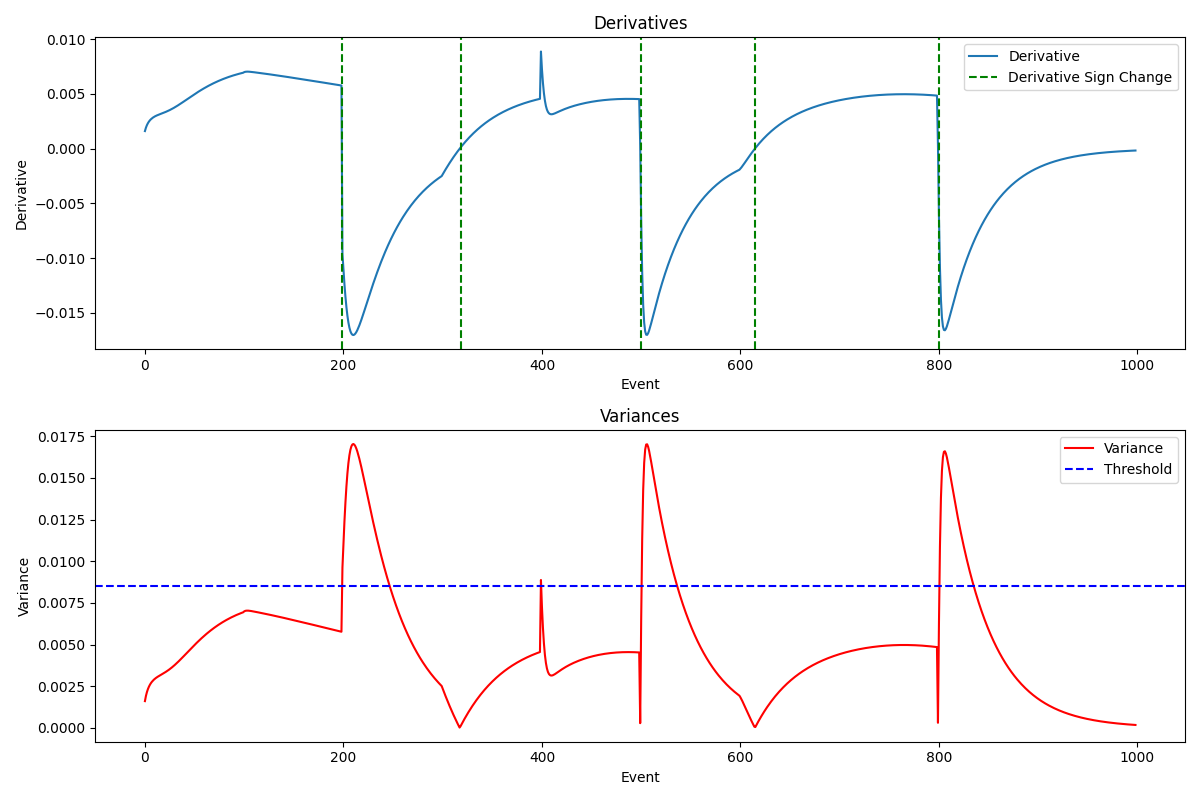 Derivatives
0.010
0.005
0.000
−0.005
−0.010
−0.015
Derivative
Derivative
Derivative Sign Change
0 200 400 600 800 1000
Event
Variances
0.0175
0.0150
0.0125
0.0100
0.0075
0.0050
0.0025
0.0000
Variance
Variance
Threshold
0 200 400 600 800 1000
Event